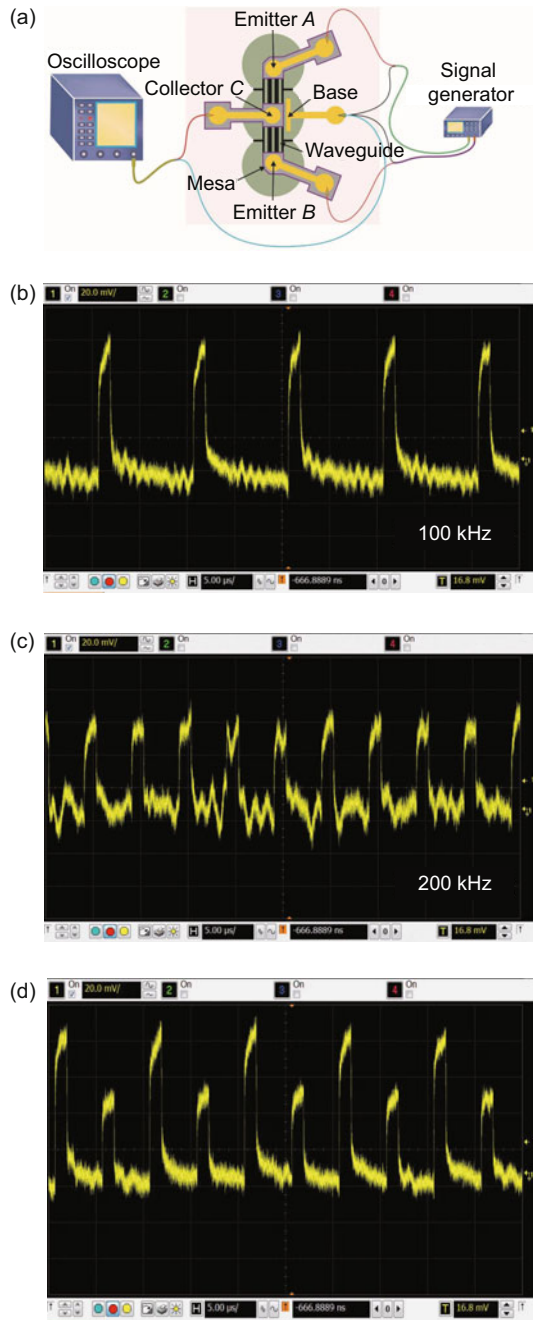 (a)
Emitter A
Oscilloscope
Signal
generator
Collector C
Base
Waveguide
Mesa
Emitter B
(b)
1 On 20.0 mV/ 2 On 3 On 4 On
100 kHz
H 5.00 µs/ -666.8889 ns 0 T 16.8 mV
(c)
1 On 20.0 mV/ 2 On 3 On 4 On
200 kHz
H 5.00 µs/ -666.8889 ns 0 T 16.8 mV
(d)
1 On 20.0 mV/ 2 On 3 On 4 On
H 5.00 µs/ -666.8889 ns 0 T 16.8 mV